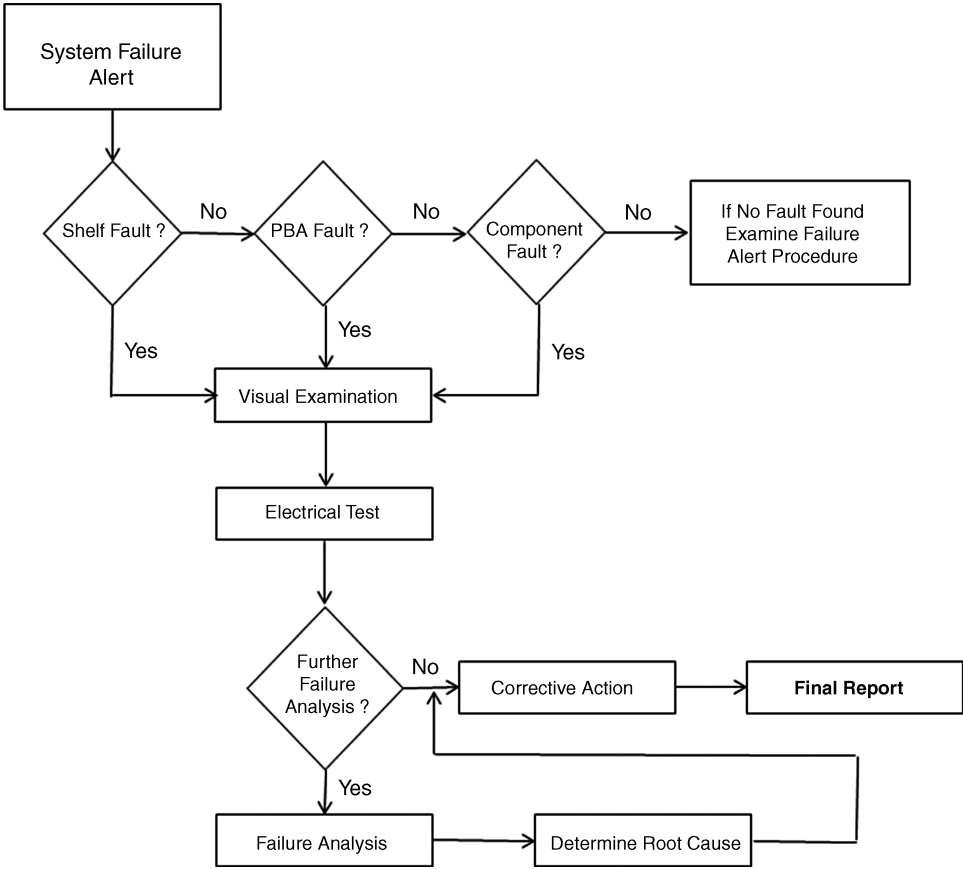 System Failure
Alert
Shelf Fault ?
No
PBA Fault ?
No
Component
Fault ?
No
If No Fault Found
Examine Failure
Alert Procedure
Yes
Yes
Yes
Visual Examination
Electrical Test
Further
Failure
Analysis ?
No
Corrective Action
Final Report
Yes
Failure Analysis
Determine Root Cause